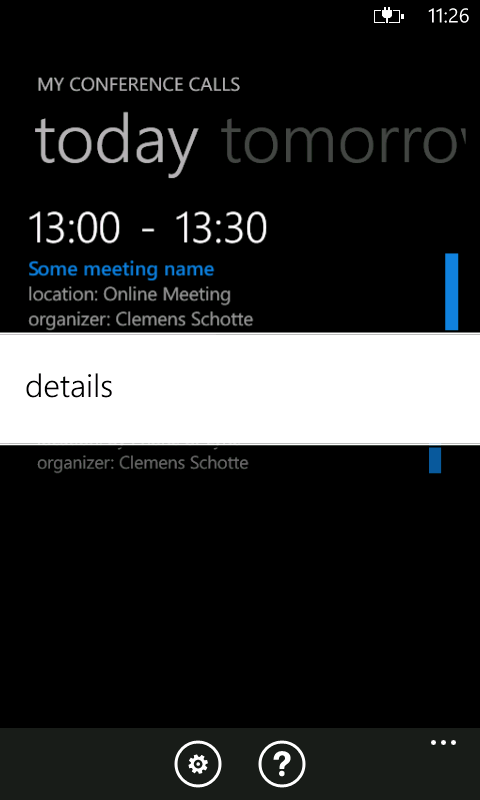 11:26
MY CONFERENCE CALLS
today tomorrow
13:00 - 13:30
Some meeting name
location: Online Meeting
organizer: Clemens Schotte
details
organizer: Clemens Schotte
?